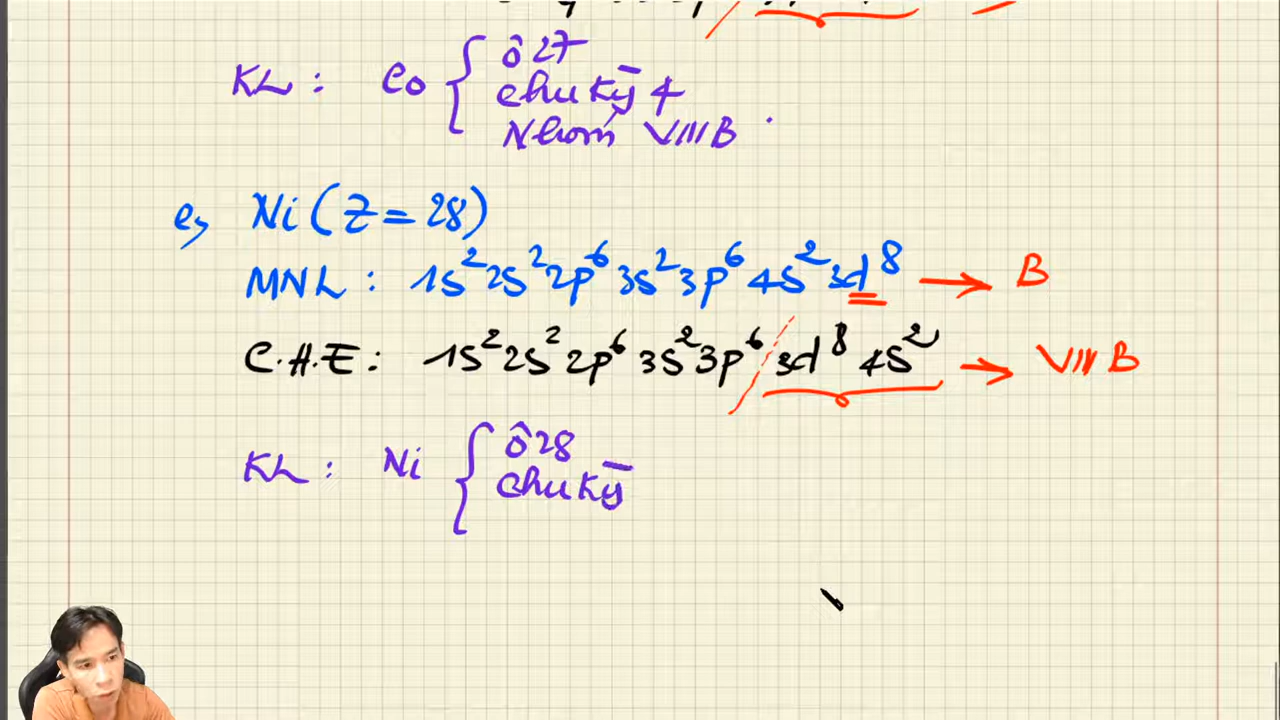 KL : Co { ô 27
chu kỳ 4
Nhóm VIIIB .
e, Ni (Z = 28)
MNL : 1s² 2s² 2p⁶ 3s² 3p⁶ 4s² 3d⁸ → B
C.H.E : 1s² 2s² 2p⁶ 3s² 3p⁶ / 3d⁸ 4s² → VIIIB
KL : Ni { ô 28
chu kỳ